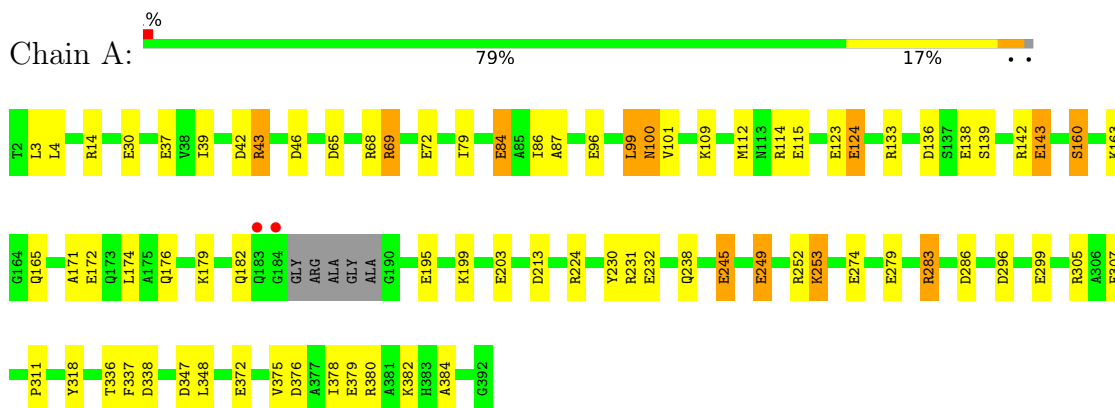 .%
Chain A:
79% 17% . .
T2 L3 L4 R14 E30 E37 V38 I39 D42 R43 D46 D65 R68 R69 E72 I79 E84 A85 I86 A87 E96 L99 N100 V101 K109 M112 N113 R114 E115 E123 E124 R133 D136 S137 E138 S139 R142 E143 S160 K163
G164 Q165 A171 E172 Q173 L174 A175 Q176 K179 Q182 Q183 G184 GLY ARG ALA GLY ALA G190 E195 K199 E203 D213 R224 Y230 R231 E232 Q238 E245 E249 R252 K253 E274 E279 R283 D286 D296 E299 R305 A306 E307
P311 Y318 T336 F337 D338 D347 L348 E372 V375 D376 A377 I378 E379 R380 A381 K382 H383 A384 G392